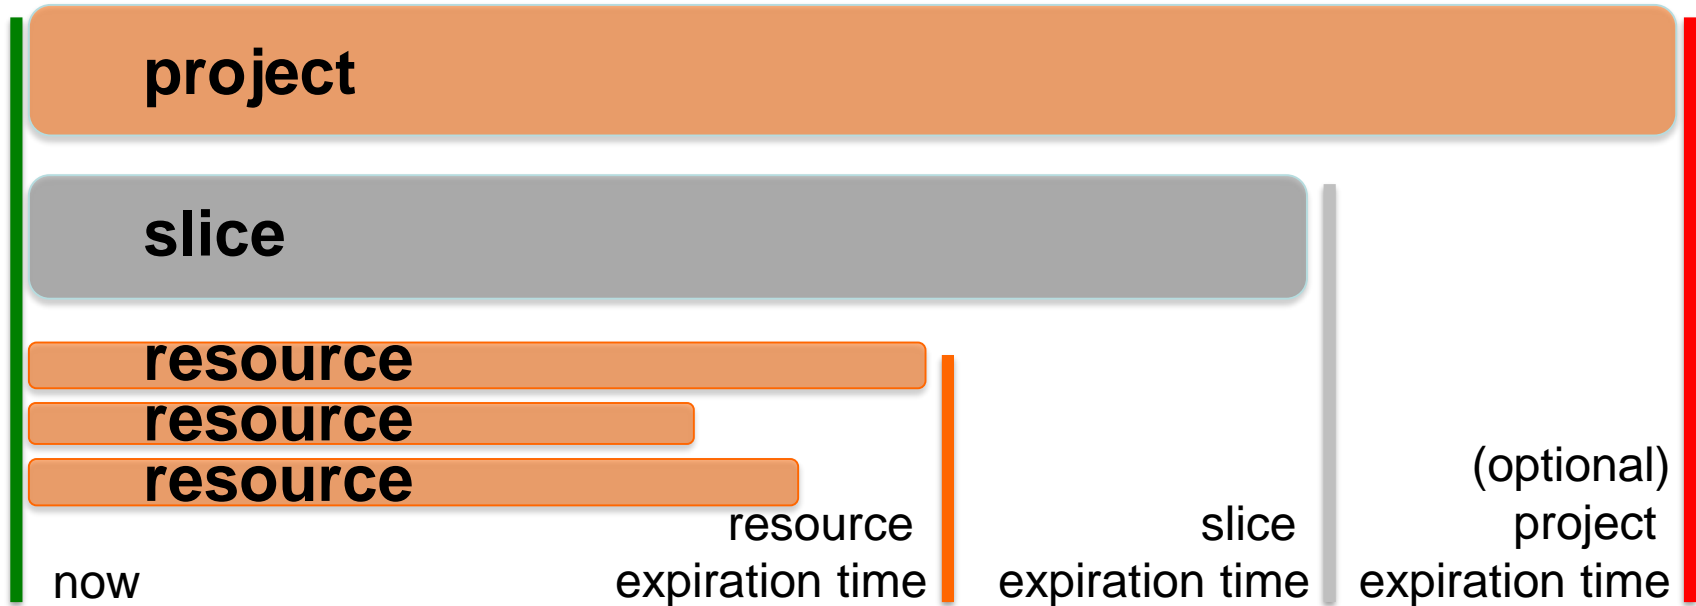 project
slice
resource
resource
resource
now
resource
expiration time
slice
expiration time
(optional)
project
expiration time